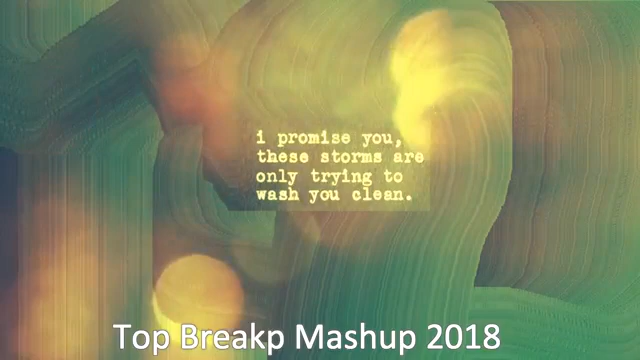 i promise you,
these storms are
only trying to
wash you clean.
Top Breakp Mashup 2018